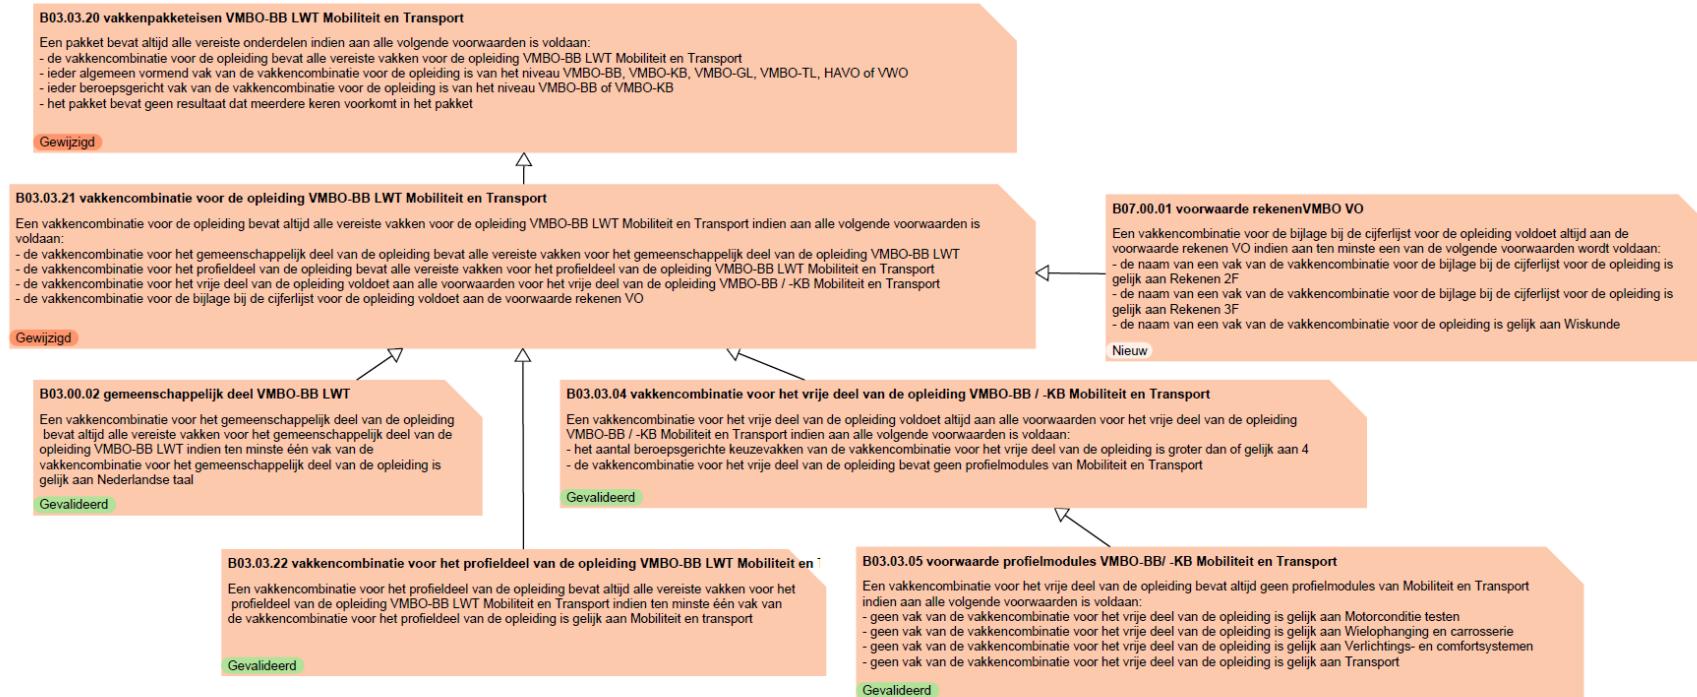 B03.03.20 vakkenpakketeisen VMBO-BB LWT Mobiliteit en Transport
Een pakket bevat altijd alle vereiste onderdelen indien aan alle volgende voorwaarden is voldaan:
- de vakkencombinatie voor de opleiding bevat alle vereiste vakken voor de opleiding VMBO-BB LWT Mobiliteit en Transport
- ieder algemeen vormend vak van de vakkencombinatie voor de opleiding is van het niveau VMBO-BB, VMBO-KB, VMBO-GL, VMBO-TL, HAVO of VWO
- ieder beroepsgericht vak van de vakkencombinatie voor de opleiding is van het niveau VMBO-BB of VMBO-KB
- het pakket bevat geen resultaat dat meerdere keren voorkomt in het pakket
Gewijzigd
B03.03.21 vakkencombinatie voor de opleiding VMBO-BB LWT Mobiliteit en Transport
Een vakkencombinatie voor de opleiding bevat altijd alle vereiste vakken voor de opleiding VMBO-BB LWT Mobiliteit en Transport indien aan alle volgende voorwaarden is
voldaan:
- de vakkencombinatie voor het gemeenschappelijk deel van de opleiding bevat alle vereiste vakken voor het gemeenschappelijk deel van de opleiding VMBO-BB LWT
- de vakkencombinatie voor het profieldeel van de opleiding bevat alle vereiste vakken voor het profieldeel van de opleiding VMBO-BB LWT Mobiliteit en Transport
- de vakkencombinatie voor het vrije deel van de opleiding voldoet aan alle voorwaarden voor het vrije deel van de opleiding VMBO-BB / -KB Mobiliteit en Transport
- de vakkencombinatie voor de bijlage bij de cijferlijst voor de opleiding voldoet aan de voorwaarde rekenen VO
Gewijzigd
B07.00.01 voorwaarde rekenenVMBO VO
Een vakkencombinatie voor de bijlage bij de cijferlijst voor de opleiding voldoet altijd aan de
voorwaarde rekenen VO indien aan ten minste een van de volgende voorwaarden wordt voldaan:
- de naam van een vak van de vakkencombinatie voor de bijlage bij de cijferlijst voor de opleiding is
gelijk aan Rekenen 2F
- de naam van een vak van de vakkencombinatie voor de bijlage bij de cijferlijst voor de opleiding is
gelijk aan Rekenen 3F
- de naam van een vak van de vakkencombinatie voor de opleiding is gelijk aan Wiskunde
Nieuw
B03.00.02 gemeenschappelijk deel VMBO-BB LWT
Een vakkencombinatie voor het gemeenschappelijk deel van de opleiding
bevat altijd alle vereiste vakken voor het gemeenschappelijk deel van de
opleiding VMBO-BB LWT indien ten minste één vak van de
vakkencombinatie voor het gemeenschappelijk deel van de opleiding is
gelijk aan Nederlandse taal
Gevalideerd
B03.03.04 vakkencombinatie voor het vrije deel van de opleiding VMBO-BB / -KB Mobiliteit en Transport
Een vakkencombinatie voor het vrije deel van de opleiding voldoet altijd aan alle voorwaarden voor het vrije deel van de opleiding
VMBO-BB / -KB Mobiliteit en Transport indien aan alle volgende voorwaarden is voldaan:
- het aantal beroepsgerichte keuzevakken van de vakkencombinatie voor het vrije deel van de opleiding is groter dan of gelijk aan 4
- de vakkencombinatie voor het vrije deel van de opleiding bevat geen profielmodules van Mobiliteit en Transport
Gevalideerd
B03.03.22 vakkencombinatie voor het profieldeel van de opleiding VMBO-BB LWT Mobiliteit en
Een vakkencombinatie voor het profieldeel van de opleiding bevat altijd alle vereiste vakken voor het
profieldeel van de opleiding VMBO-BB LWT Mobiliteit en Transport indien ten minste één vak van
de vakkencombinatie voor het profieldeel van de opleiding is gelijk aan Mobiliteit en transport
Gevalideerd
B03.03.05 voorwaarde profielmodules VMBO-BB/ -KB Mobiliteit en Transport
Een vakkencombinatie voor het vrije deel van de opleiding bevat altijd geen profielmodules van Mobiliteit en Transport
indien aan alle volgende voorwaarden is voldaan:
- geen vak van de vakkencombinatie voor het vrije deel van de opleiding is gelijk aan Motorconditie testen
- geen vak van de vakkencombinatie voor het vrije deel van de opleiding is gelijk aan Wielophanging en carrosserie
- geen vak van de vakkencombinatie voor het vrije deel van de opleiding is gelijk aan Verlichtings- en comfortsystemen
- geen vak van de vakkencombinatie voor het vrije deel van de opleiding is gelijk aan Transport
Gevalideerd